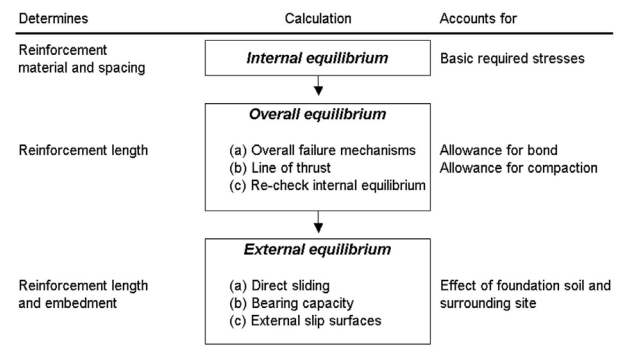 Determines Calculation Accounts for
Reinforcement
material and spacing
Internal equilibrium
Basic required stresses
Overall equilibrium
Reinforcement length
(a) Overall failure mechanisms
(b) Line of thrust
(c) Re-check internal equilibrium
Allowance for bond
Allowance for compaction
External equilibrium
Reinforcement length
and embedment
(a) Direct sliding
(b) Bearing capacity
(c) External slip surfaces
Effect of foundation soil and
surrounding site